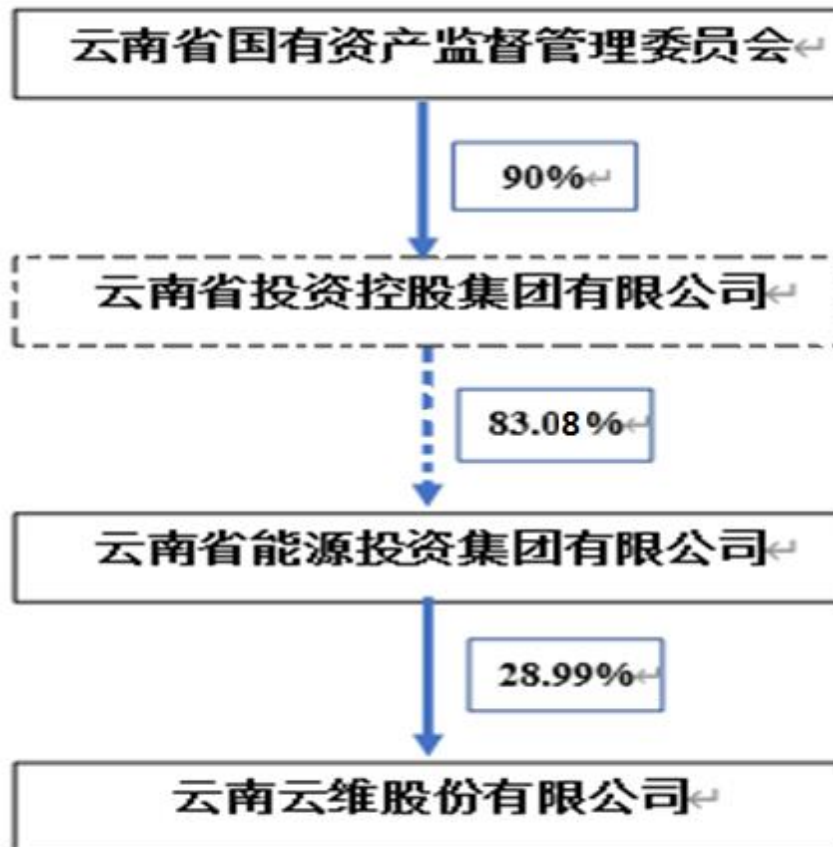 云南省国有资产监督管理委员会↵
90%↵
云南省投资控股集团有限公司↵
83.08%↵
云南省能源投资集团有限公司↵
28.99%↵
云南云维股份有限公司↵